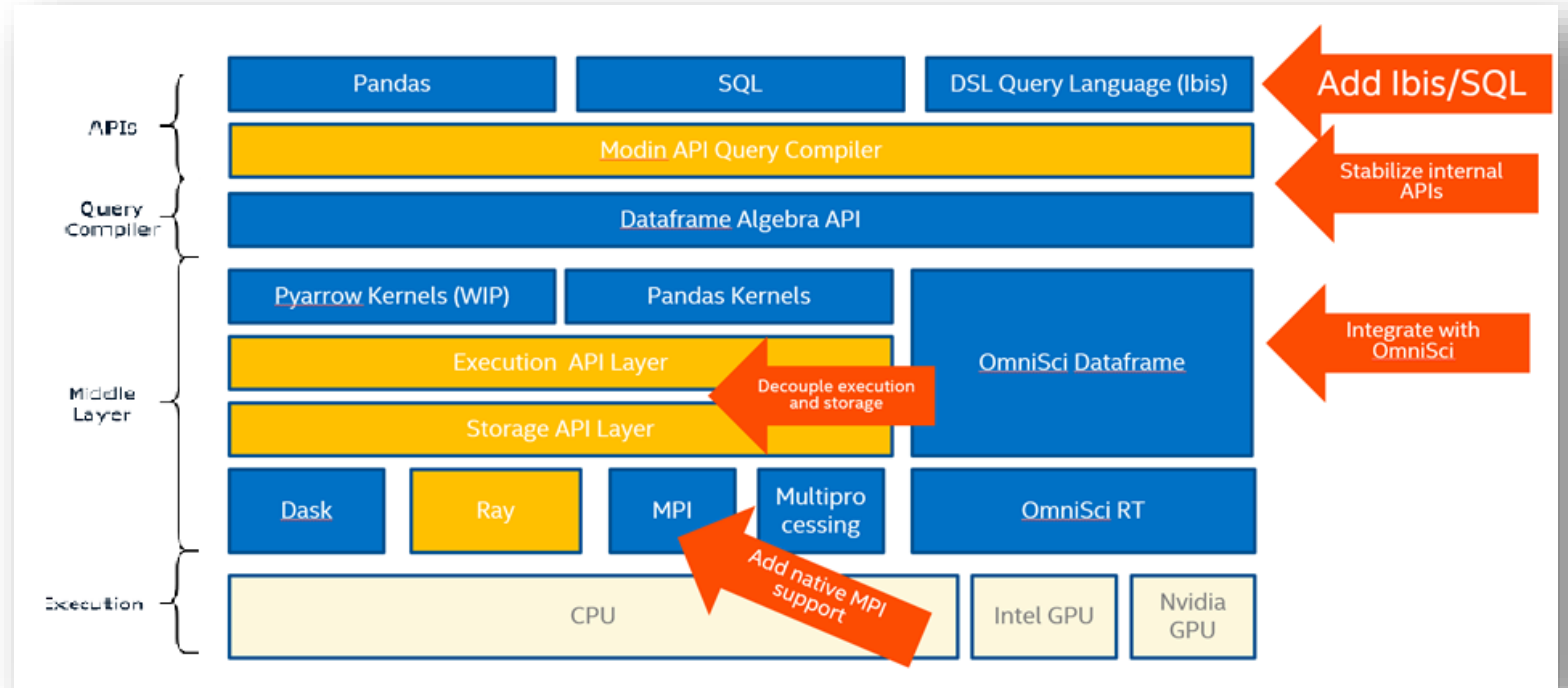 Pandas
SQL
DSL Query Language (Ibis)
Add Ibis/SQL
APIs
Modin API Query Compiler
Stabilize internal
APIs
Query
Compiler
Dataframe Algebra API
Pyarrow Kernels (WIP)
Pandas Kernels
OmniSci Dataframe
Integrate with
OmniSci
Execution API Layer
Decouple execution
and storage
Middle
Layer
Storage API Layer
Dask
Ray
MPI
Multipro
cessing
OmniSci RT
Add native MPI
support
Execution
CPU
Intel GPU
Nvidia
GPU